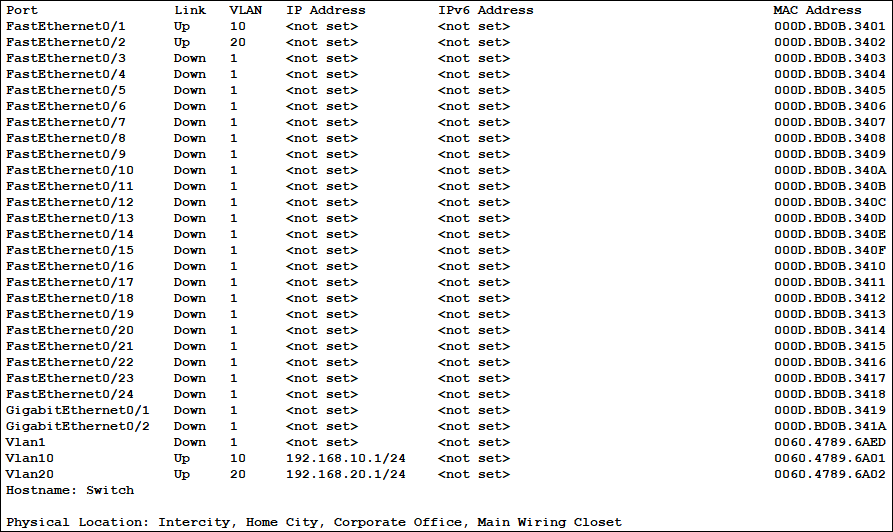 Port Link VLAN IP Address IPv6 Address MAC Address
FastEthernet0/1 Up 10 <not set> <not set> 000D.BD0B.3401
FastEthernet0/2 Up 20 <not set> <not set> 000D.BD0B.3402
FastEthernet0/3 Down 1 <not set> <not set> 000D.BD0B.3403
FastEthernet0/4 Down 1 <not set> <not set> 000D.BD0B.3404
FastEthernet0/5 Down 1 <not set> <not set> 000D.BD0B.3405
FastEthernet0/6 Down 1 <not set> <not set> 000D.BD0B.3406
FastEthernet0/7 Down 1 <not set> <not set> 000D.BD0B.3407
FastEthernet0/8 Down 1 <not set> <not set> 000D.BD0B.3408
FastEthernet0/9 Down 1 <not set> <not set> 000D.BD0B.3409
FastEthernet0/10 Down 1 <not set> <not set> 000D.BD0B.340A
FastEthernet0/11 Down 1 <not set> <not set> 000D.BD0B.340B
FastEthernet0/12 Down 1 <not set> <not set> 000D.BD0B.340C
FastEthernet0/13 Down 1 <not set> <not set> 000D.BD0B.340D
FastEthernet0/14 Down 1 <not set> <not set> 000D.BD0B.340E
FastEthernet0/15 Down 1 <not set> <not set> 000D.BD0B.340F
FastEthernet0/16 Down 1 <not set> <not set> 000D.BD0B.3410
FastEthernet0/17 Down 1 <not set> <not set> 000D.BD0B.3411
FastEthernet0/18 Down 1 <not set> <not set> 000D.BD0B.3412
FastEthernet0/19 Down 1 <not set> <not set> 000D.BD0B.3413
FastEthernet0/20 Down 1 <not set> <not set> 000D.BD0B.3414
FastEthernet0/21 Down 1 <not set> <not set> 000D.BD0B.3415
FastEthernet0/22 Down 1 <not set> <not set> 000D.BD0B.3416
FastEthernet0/23 Down 1 <not set> <not set> 000D.BD0B.3417
FastEthernet0/24 Down 1 <not set> <not set> 000D.BD0B.3418
GigabitEthernet0/1 Down 1 <not set> <not set> 000D.BD0B.3419
GigabitEthernet0/2 Down 1 <not set> <not set> 000D.BD0B.341A
Vlan1 Down 1 <not set> <not set> 0060.4789.6AED
Vlan10 Up 10 192.168.10.1/24 <not set> 0060.4789.6A01
Vlan20 Up 20 192.168.20.1/24 <not set> 0060.4789.6A02
Hostname: Switch
Physical Location: Intercity, Home City, Corporate Office, Main Wiring Closet